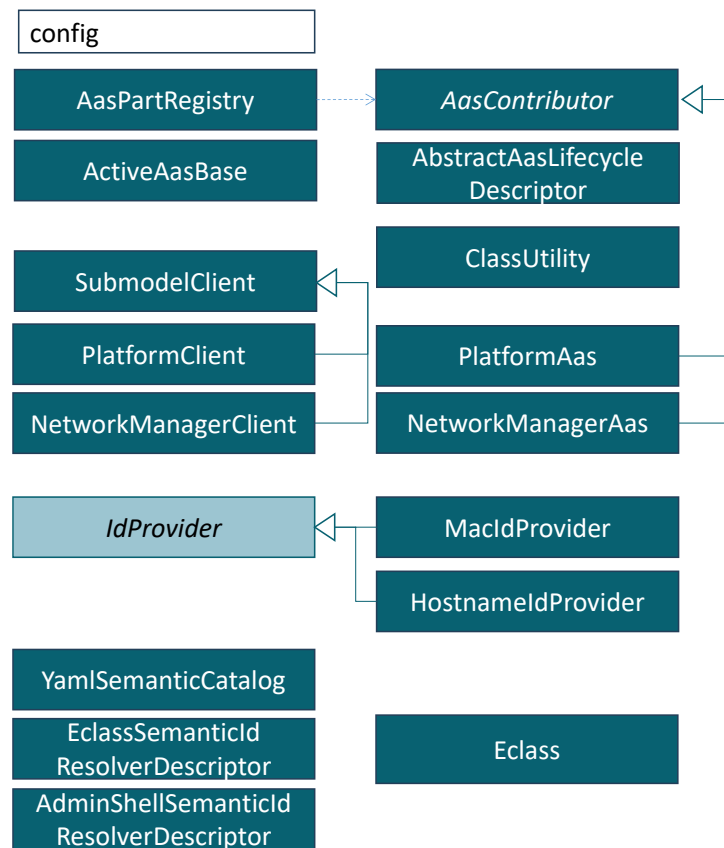 config
AasPartRegistry
AasContributor
ActiveAasBase
AbstractAasLifecycle
Descriptor
SubmodelClient
ClassUtility
PlatformClient
PlatformAas
NetworkManagerClient
NetworkManagerAas
IdProvider
MacIdProvider
HostnameIdProvider
YamlSemanticCatalog
EclassSemanticId
ResolverDescriptor
Eclass
AdminShellSemanticId
ResolverDescriptor